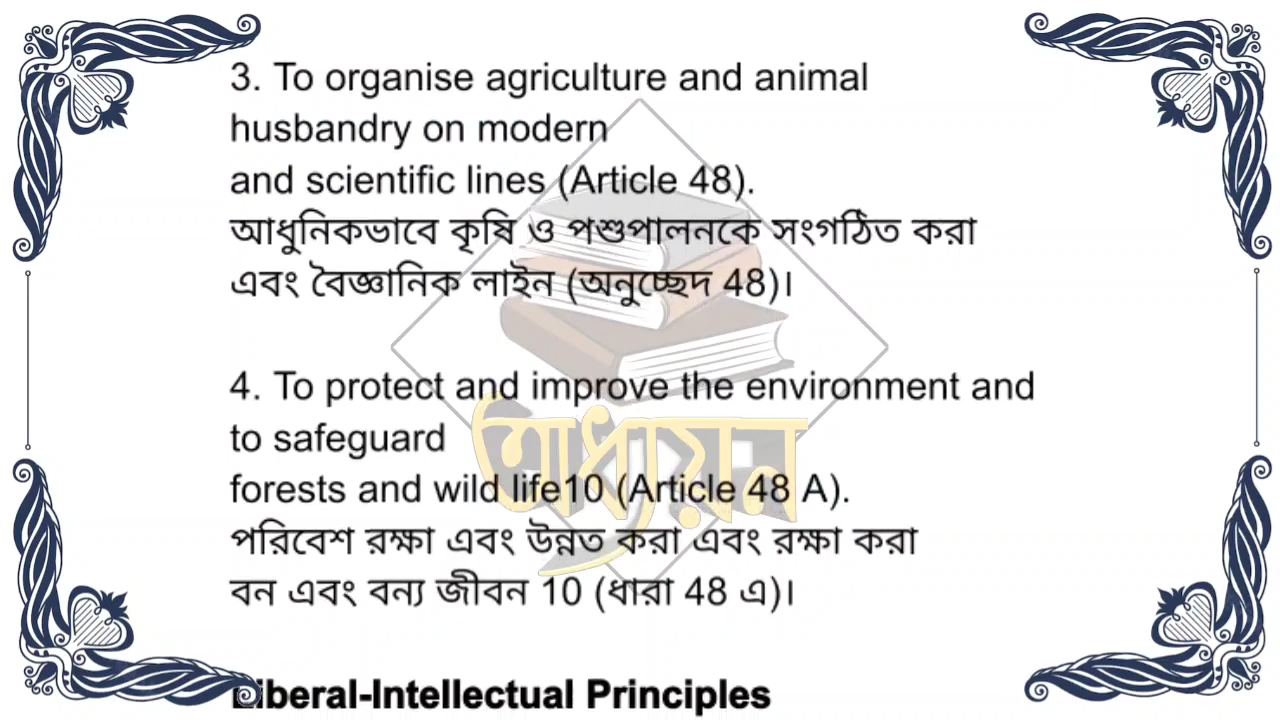 3. To organise agriculture and animal
husbandry on modern
and scientific lines (Article 48).
আধুনিকভাবে কৃষি ও পশুপালনকে সংগঠিত করা
এবং বৈজ্ঞানিক লাইন (অনুচ্ছেদ 48)।
4. To protect and improve the environment and
to safeguard
forests and wild life10 (Article 48 A).
অধ্যয়ন
পরিবেশ রক্ষা এবং উন্নত করা এবং রক্ষা করা
বন এবং বন্য জীবন 10 (ধারা 48 এ)।
Liberal-Intellectual Principles